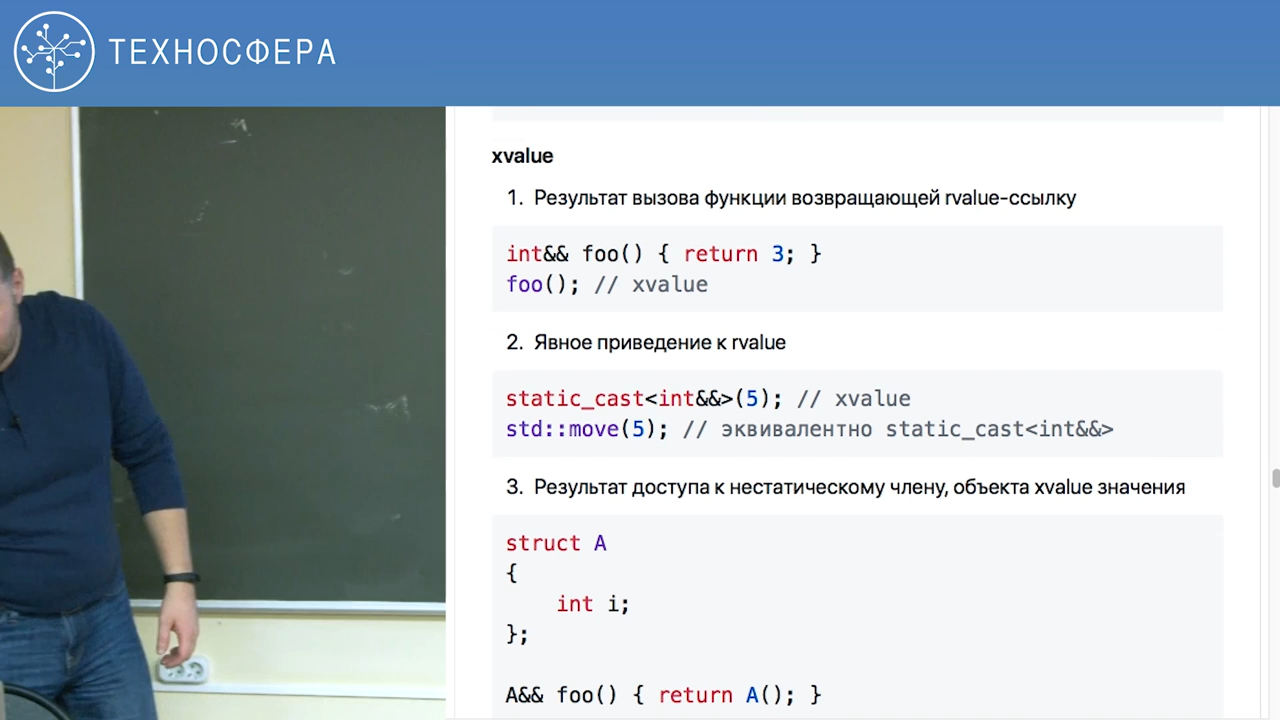 ТЕХНОСФЕРА
xvalue
1. Результат вызова функции возвращающей rvalue-ссылку
int&& foo() { return 3; }
foo(); // xvalue
2. Явное приведение к rvalue
static_cast<int&&>(5); // xvalue
std::move(5); // эквивалентно static_cast<int&&>
3. Результат доступа к нестатическому члену, объекта xvalue значения
struct A
{
int i;
};
A&& foo() { return A(); }